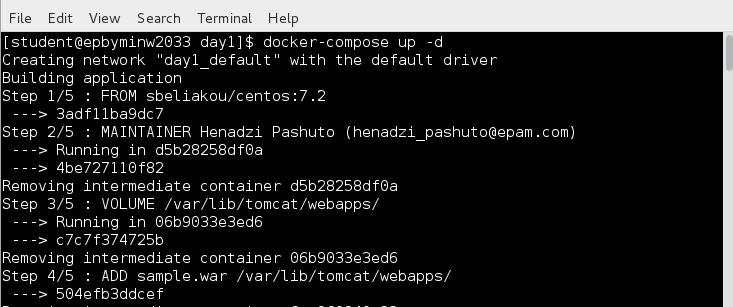 File Edit View Search Terminal Help
[student@epbyminw2033 day1]$ docker-compose up -d
Creating network "day1_default" with the default driver
Building application
Step 1/5 : FROM sbeliakou/centos:7.2
 ---> 3adf11ba9dc7
Step 2/5 : MAINTAINER Henadzi Pashuto (henadzi_pashuto@epam.com)
 ---> Running in d5b28258df0a
 ---> 4be727110f82
Removing intermediate container d5b28258df0a
Step 3/5 : VOLUME /var/lib/tomcat/webapps/
 ---> Running in 06b9033e3ed6
 ---> c7c7f374725b
Removing intermediate container 06b9033e3ed6
Step 4/5 : ADD sample.war /var/lib/tomcat/webapps/
 ---> 504efb3ddcef